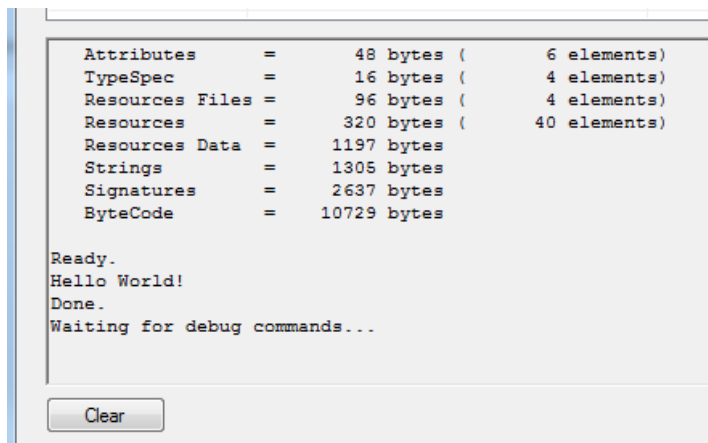 Attributes      =       48 bytes (       6 elements)
TypeSpec        =       16 bytes (       4 elements)
Resources Files =       96 bytes (       4 elements)
Resources       =      320 bytes (      40 elements)
Resources Data  =     1197 bytes
Strings         =     1305 bytes
Signatures      =     2637 bytes
ByteCode        =    10729 bytes
Ready.
Hello World!
Done.
Waiting for debug commands...
Clear